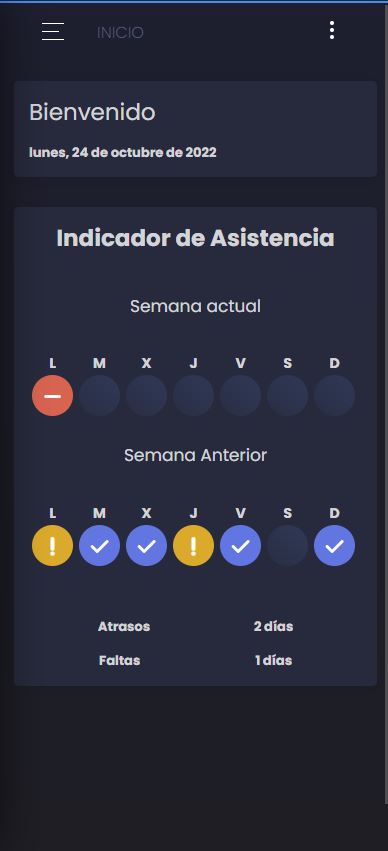 INICIO
Bienvenido
lunes, 24 de octubre de 2022
Indicador de Asistencia
Semana actual
L M X J V S D
Semana Anterior
L M X J V S D
Atrasos 2 días
Faltas 1 días